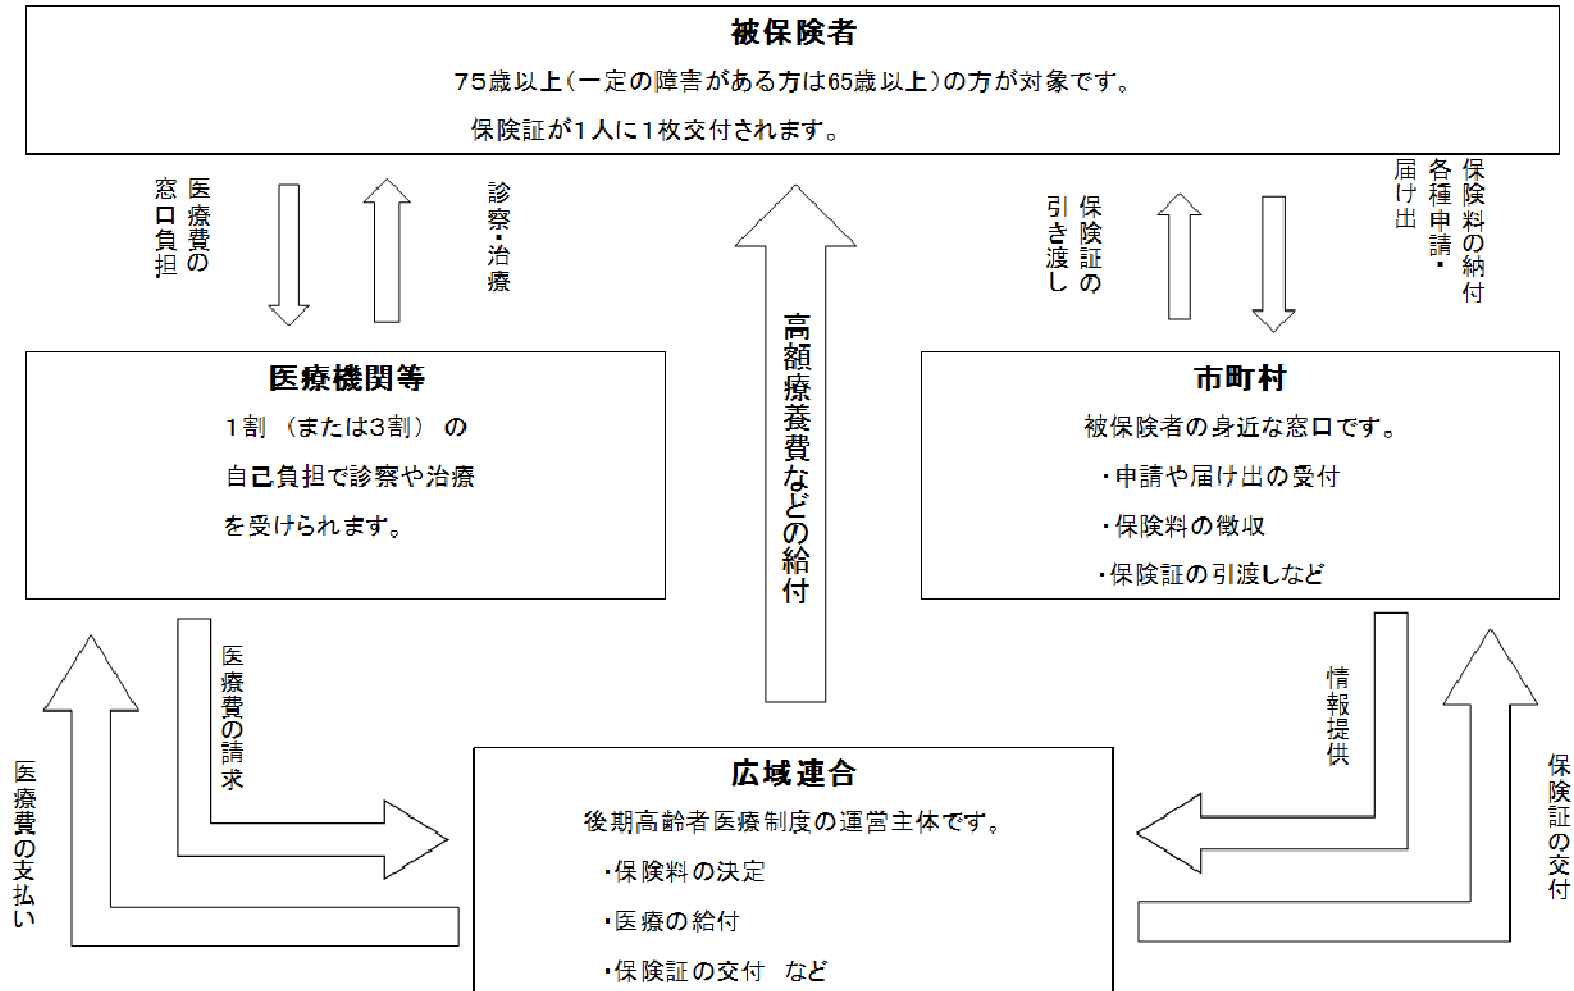 被保険者
75歳以上(一定の障害がある方は65歳以上)の方が対象です。
保険証が1人に1枚交付されます。
医療費の
窓口負担
診察・治療
高額療養費などの給付
保険証の
引き渡し
保険料の納付
各種申請・
届け出
医療機関等
1割 (または3割) の
自己負担で診察や治療
を受けられます。
市町村
被保険者の身近な窓口です。
・申請や届け出の受付
・保険料の徴収
・保険証の引渡しなど
医療費の請求
医療費の支払い
情報提供
保険証の交付
広域連合
後期高齢者医療制度の運営主体です。
・保険料の決定
・医療の給付
・保険証の交付 など